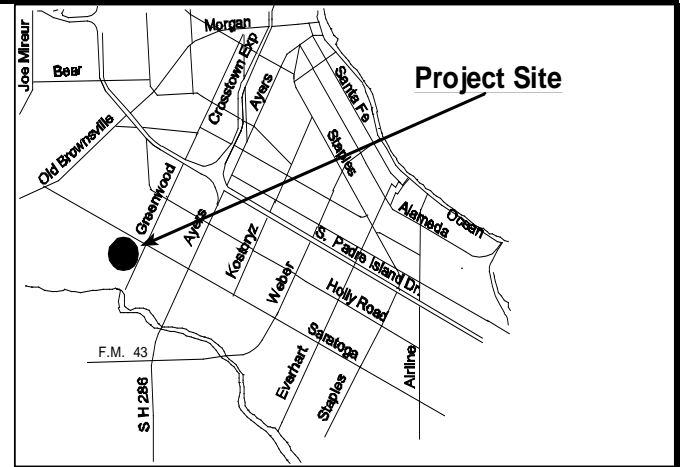 Morgan
Joe Mireur
Bear
Crosstown Exp
Ayers
Santa Fe
Project Site
Old Brownsville
Staples
Greenwood
Ayers
Kostoryz
Alameda
Ocean
S. Padre Island Dr.
Weber
Holly Road
Saratoga
F.M. 43
Everhart
Staples
Airline
S H 286